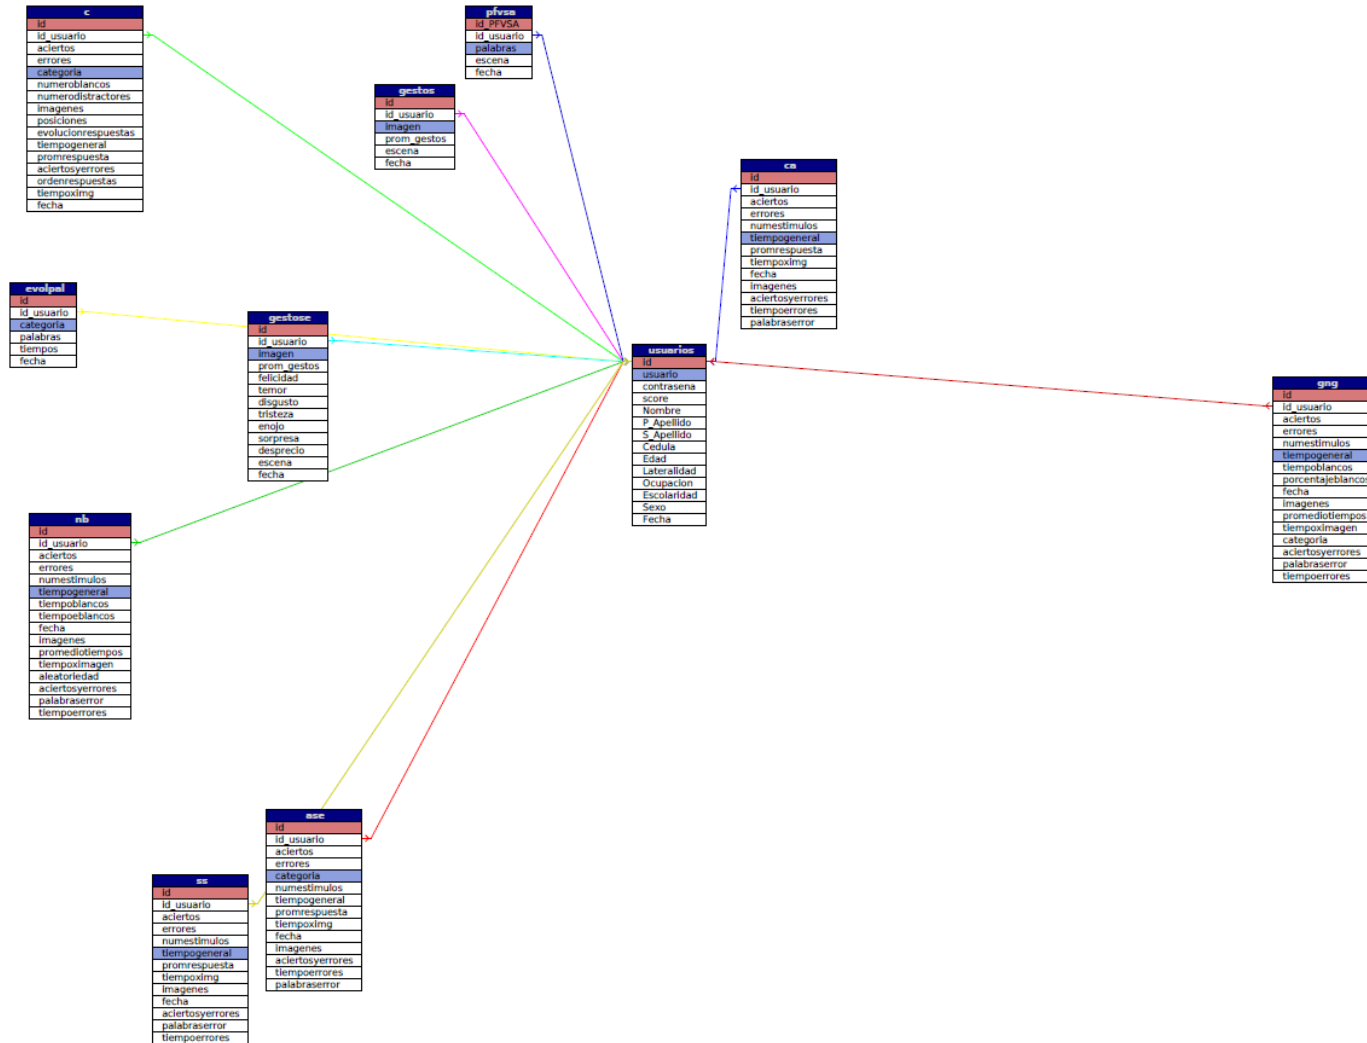 c
id
id_usuario
aciertos
errores
categoria
numeroblancos
numerodistractores
imagenes
posiciones
evolucionrespuestas
tiempogeneral
promrespuesta
aciertosyerrores
ordenrespuestas
tiempoximg
fecha
pfvsa
id_PFVSA
id_usuario
palabras
escena
fecha
gestos
id
id_usuario
imagen
prom_gestos
escena
fecha
ca
id
id_usuario
aciertos
errores
numestimulos
tiempogeneral
promrespuesta
tiempoximg
fecha
imagenes
aciertosyerrores
tiempoerrores
palabraserror
evolpal
id
id_usuario
categoria
palabras
tiempos
fecha
gestose
id
id_usuario
imagen
prom_gestos
felicidad
temor
disgusto
tristeza
enojo
sorpresa
desprecio
escena
fecha
usuarios
id
usuario
contrasena
score
Nombre
P_Apellido
S_Apellido
Cedula
Edad
Lateralidad
Ocupacion
Escolaridad
Sexo
Fecha
gng
id
id_usuario
aciertos
errores
numestimulos
tiempogeneral
tiempoblancos
porcentajeblancos
fecha
imagenes
promediotiempos
tiempoximagen
categoria
aciertosyerrores
palabraserror
tiempoerrores
nb
id
id_usuario
aciertos
errores
numestimulos
tiempogeneral
tiempoblancos
tiempoeblancos
fecha
imagenes
promediotiempos
tiempoximagen
aleatoriedad
aciertosyerrores
palabraserror
tiempoerrores
ase
id
id_usuario
aciertos
errores
categoria
numestimulos
tiempogeneral
promrespuesta
tiempoximg
fecha
imagenes
aciertosyerrores
tiempoerrores
palabraserror
ss
id
id_usuario
aciertos
errores
numestimulos
tiempogeneral
promrespuesta
tiempoximg
imagenes
fecha
aciertosyerrores
palabraserror
tiempoerrores